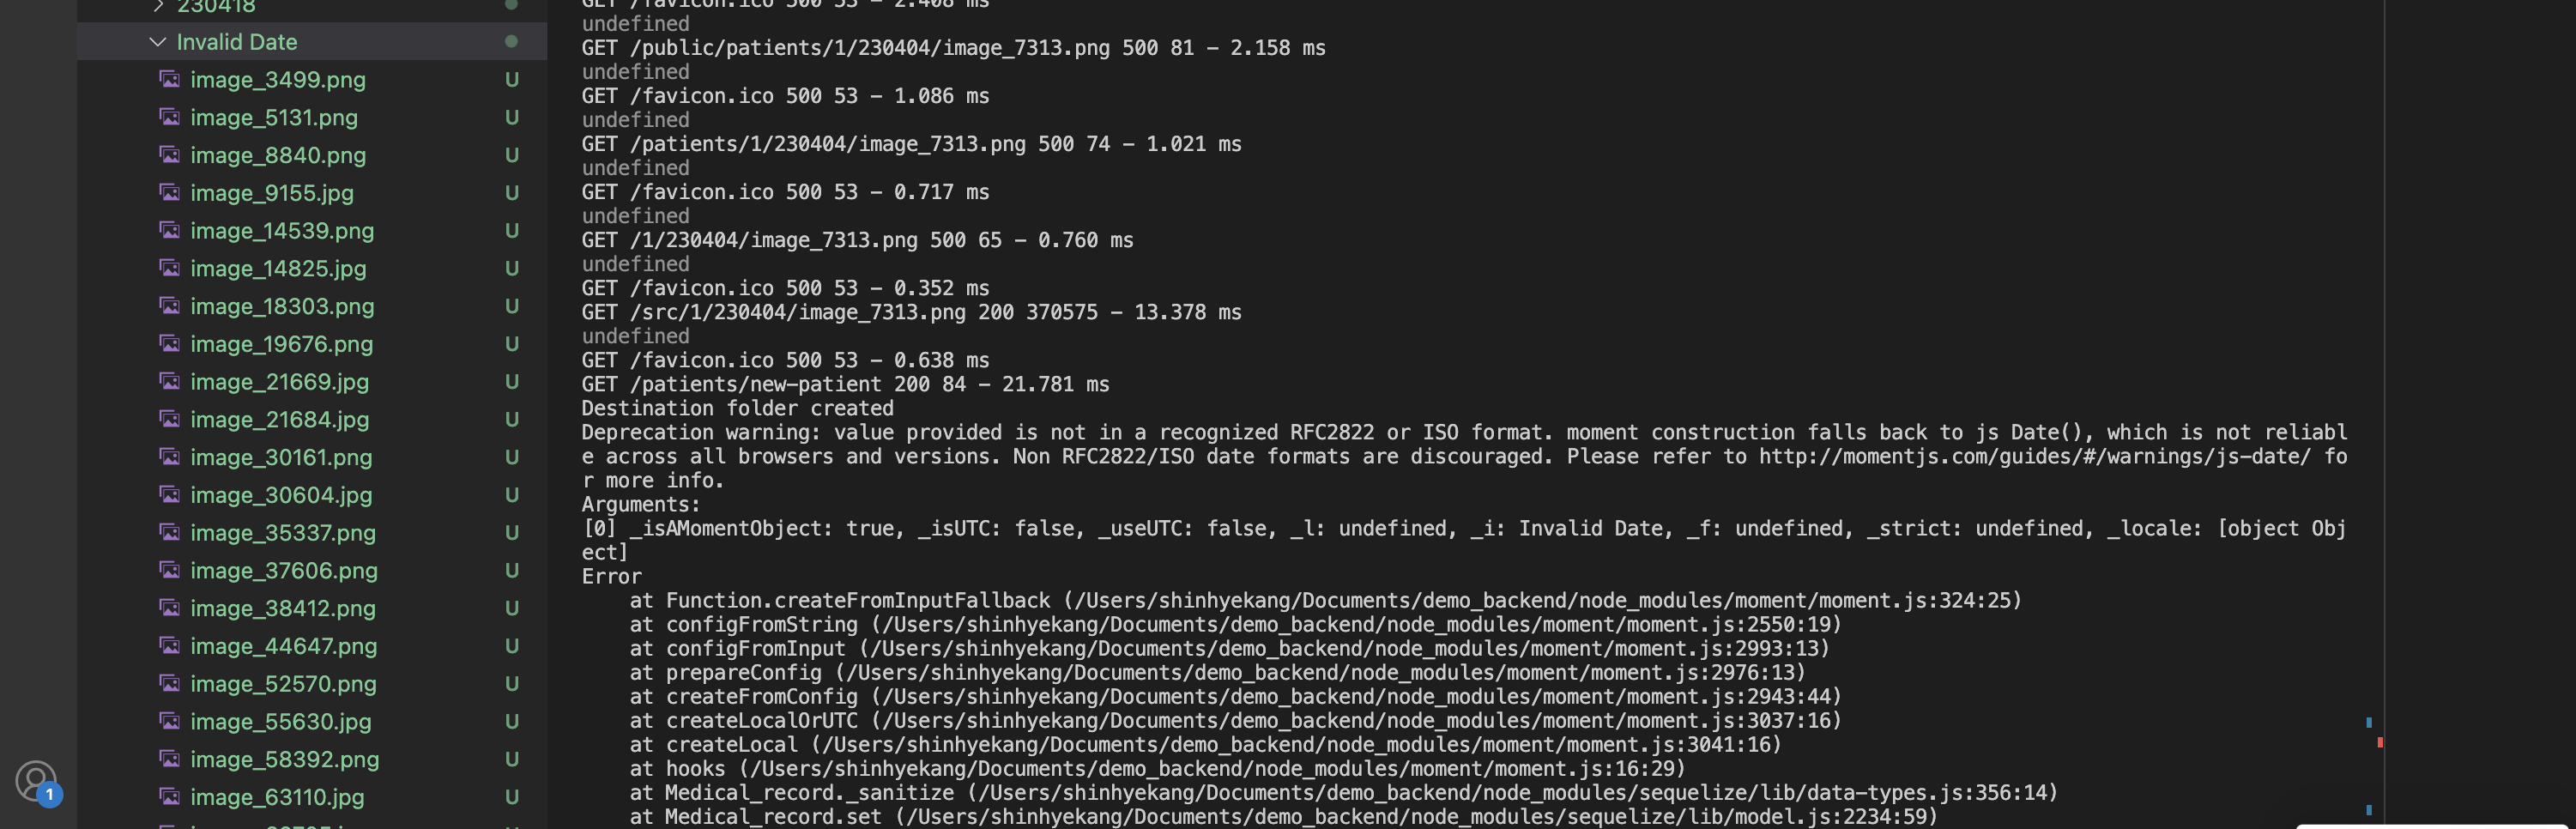 230418
Invalid Date
image_3499.png U
image_5131.png U
image_8840.png U
image_9155.jpg U
image_14539.png U
image_14825.jpg U
image_18303.png U
image_19676.png U
image_21669.jpg U
image_21684.jpg U
image_30161.png U
image_30604.jpg U
image_35337.png U
image_37606.png U
image_38412.png U
image_44647.png U
image_52570.png U
image_55630.jpg U
image_58392.png U
image_63110.jpg U
1
GET /favicon.ico 500 53 - 2.408 ms
undefined
GET /public/patients/1/230404/image_7313.png 500 81 - 2.158 ms
undefined
GET /favicon.ico 500 53 - 1.086 ms
undefined
GET /patients/1/230404/image_7313.png 500 74 - 1.021 ms
undefined
GET /favicon.ico 500 53 - 0.717 ms
undefined
GET /1/230404/image_7313.png 500 65 - 0.760 ms
undefined
GET /favicon.ico 500 53 - 0.352 ms
GET /src/1/230404/image_7313.png 200 370575 - 13.378 ms
undefined
GET /favicon.ico 500 53 - 0.638 ms
GET /patients/new-patient 200 84 - 21.781 ms
Destination folder created
Deprecation warning: value provided is not in a recognized RFC2822 or ISO format. moment construction falls back to js Date(), which is not reliabl
e across all browsers and versions. Non RFC2822/ISO date formats are discouraged. Please refer to http://momentjs.com/guides/#/warnings/js-date/ fo
r more info.
Arguments:
[0] _isAMomentObject: true, _isUTC: false, _useUTC: false, _l: undefined, _i: Invalid Date, _f: undefined, _strict: undefined, _locale: [object Obj
ect]
Error
at Function.createFromInputFallback (/Users/shinhyekang/Documents/demo_backend/node_modules/moment/moment.js:324:25)
at configFromString (/Users/shinhyekang/Documents/demo_backend/node_modules/moment/moment.js:2550:19)
at configFromInput (/Users/shinhyekang/Documents/demo_backend/node_modules/moment/moment.js:2993:13)
at prepareConfig (/Users/shinhyekang/Documents/demo_backend/node_modules/moment/moment.js:2976:13)
at createFromConfig (/Users/shinhyekang/Documents/demo_backend/node_modules/moment/moment.js:2943:44)
at createLocalOrUTC (/Users/shinhyekang/Documents/demo_backend/node_modules/moment/moment.js:3037:16)
at createLocal (/Users/shinhyekang/Documents/demo_backend/node_modules/moment/moment.js:3041:16)
at hooks (/Users/shinhyekang/Documents/demo_backend/node_modules/moment/moment.js:16:29)
at Medical_record._sanitize (/Users/shinhyekang/Documents/demo_backend/node_modules/sequelize/lib/data-types.js:356:14)
at Medical_record.set (/Users/shinhyekang/Documents/demo_backend/node_modules/sequelize/lib/model.js:2234:59)